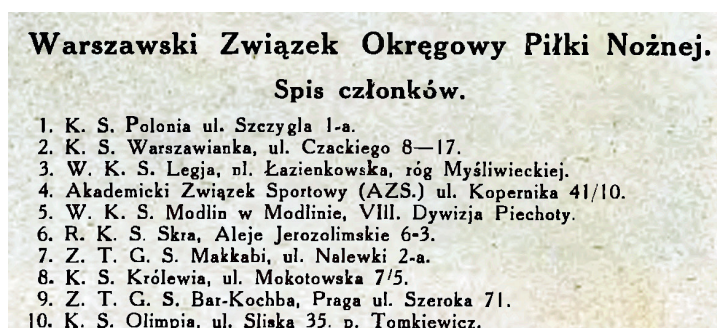 Warszawski Związek Okręgowy Piłki Nożnej.
Spis członków.
1. K. S. Polonia ul. Szczygla 1-a.
2. K. S. Warszawianka, ul. Czackiego 8—17.
3. W. K. S. Legja, nl. Łazienkowska, róg Myśliwieckiej.
4. Akademicki Związek Sportowy (AZS.) ul. Kopernika 41/10.
5. W. K. S. Modlin w Modlinie, VIII. Dywizja Piechoty.
6. R. K. S. Skra, Aleje Jerozolimskie 6-3.
7. Z. T. G. S. Makkabi, ul. Nalewki 2-a.
8. K. S. Królewia, ul. Mokotowska 7/5.
9. Z. T. G. S. Bar-Kochba, Praga ul. Szeroka 71.
10. K. S. Olimpia, ul. Sliska 35, p. Tomkiewicz.